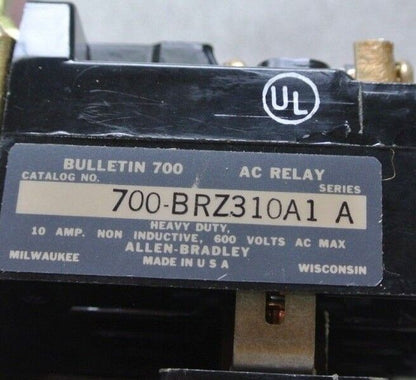 UL
BULLETIN 700 AC RELAY
CATALOG NO. SERIES
700-BRZ310A1 A
HEAVY DUTY,
10 AMP. NON INDUCTIVE, 600 VOLTS AC MAX
ALLEN-BRADLEY
MILWAUKEE MADE IN U S A WISCONSIN